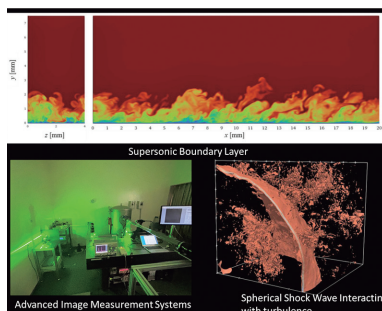 y [mm]
z [mm]
x [mm]
0 1 2 3 4 5 6 7 8 9 10 11 12 13 14 15 16 17 18 19 20
Supersonic Boundary Layer
Advanced Image Measurement Systems
Spherical Shock Wave Interacting
with turbulence